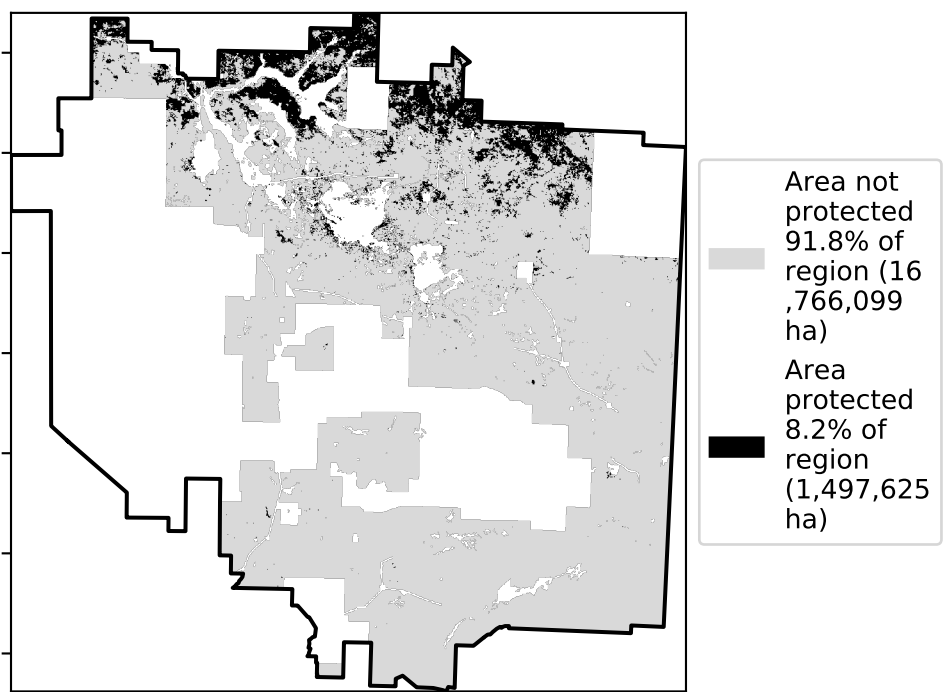 Area not
protected
91.8% of
region (16
,766,099
ha)
Area
protected
8.2% of
region
(1,497,625
ha)